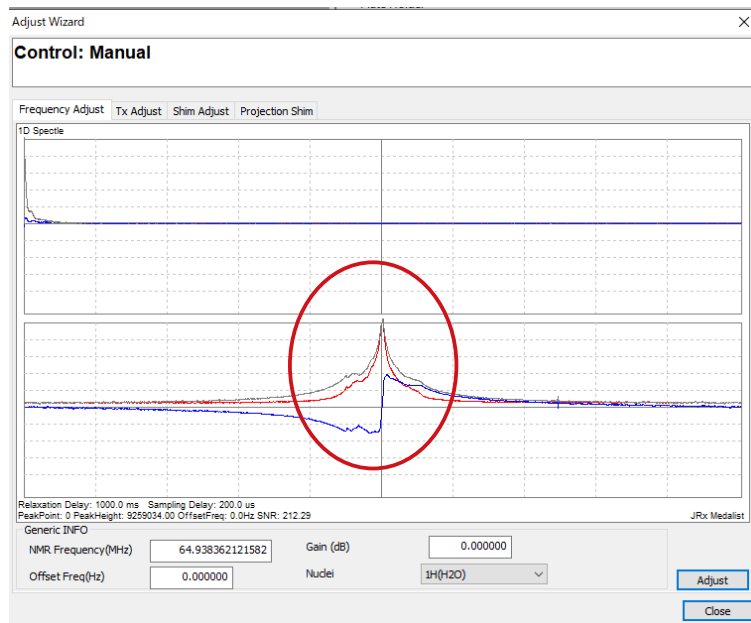 Adjust Wizard
Control: Manual
Frequency Adjust Tx Adjust Shim Adjust Projection Shim
1D Spectle
Relaxation Delay: 1000.0 ms Sampling Delay: 200.0 us
PeakPoint: 0 PeakHeight: 9259034.00 OffsetFreq: 0.0Hz SNR: 212.29 JRx Medalist
Generic INFO
NMR Frequency(MHz) 64.938362121582 Gain (dB) 0.000000
Offset Freq(Hz) 0.000000 Nuclei 1H(H2O)
Adjust
Close